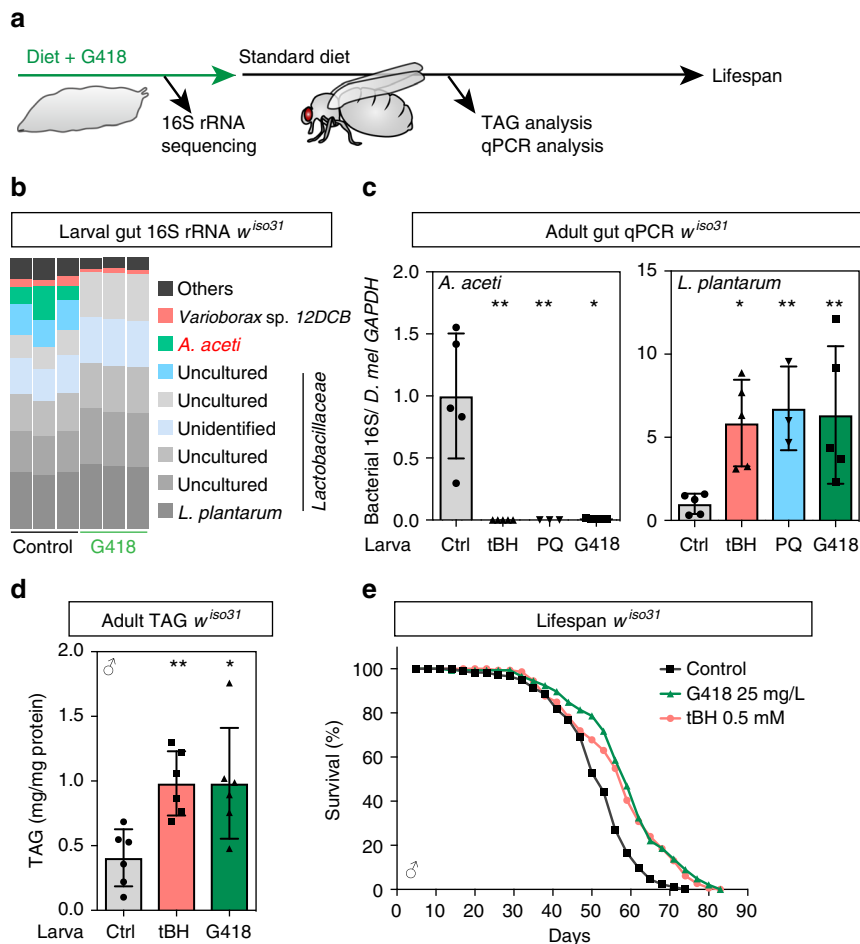 a
Diet + G418
Standard diet
Lifespan
16S rRNA
sequencing
TAG analysis
qPCR analysis
b
Larval gut 16S rRNA w^iso31
Others
Varioborax sp. 12DCB
A. aceti
Uncultured
Uncultured
Unidentified
Uncultured
Uncultured
L. plantarum
Lactobacillaceae
Control G418
c
Adult gut qPCR w^iso31
Bacterial 16S/ D. mel GAPDH
2.0
1.5
1.0
0.5
0.0
A. aceti
** ** *
Larva Ctrl tBH PQ G418
15
10
5
0
L. plantarum
* ** **
Ctrl tBH PQ G418
d
Adult TAG w^iso31
TAG (mg/mg protein)
2.0
1.5
1.0
0.5
0.0
♂
** *
Larva Ctrl tBH G418
e
Lifespan w^iso31
Survival (%)
100
80
60
40
20
0
Control
G418 25 mg/L
tBH 0.5 mM
♂
0 10 20 30 40 50 60 70 80 90
Days